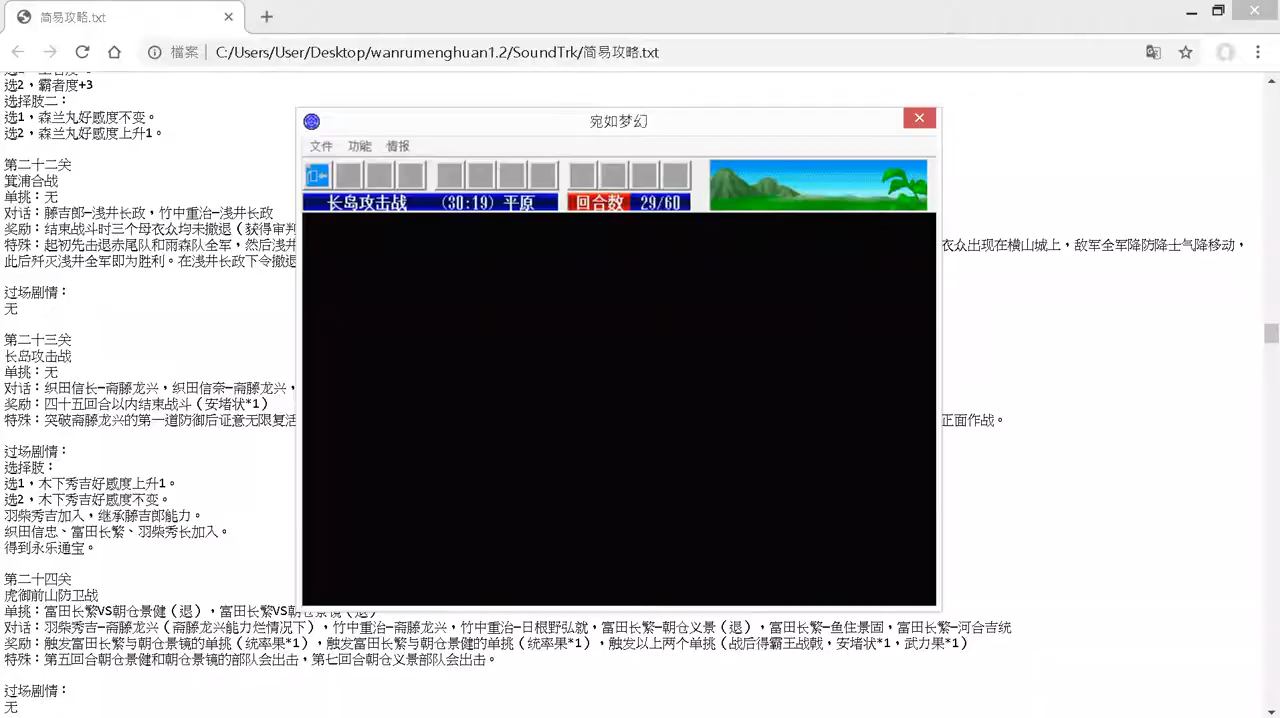 简易攻略.txt
檔案
C:/Users/User/Desktop/wanrumenghuan1.2/SoundTrk/简易攻略.txt
选2，霸者度+3
选择肢二：
选1，森兰丸好感度不变。
选2，森兰丸好感度上升1。
第二十二关
箕浦合战
单挑：无
对话：藤吉郎-浅井长政，竹中重治-浅井长政
奖励：结束战斗时三个母衣众均未撤退（获得审判
特殊：起初先击退赤尾队和雨森队全军，然后浅井
衣众出现在横山城上，敌军全军降防降士气降移动，
此后歼灭浅井全军即为胜利。在浅井长政下令撤退
过场剧情：
无
第二十三关
长岛攻击战
单挑：无
对话：织田信长-斋藤龙兴，织田信奈-斋藤龙兴，
奖励：四十五回合以内结束战斗（安堵状*1）
特殊：突破斋藤龙兴的第一道防御后证意无限复活
正面作战。
过场剧情：
选择肢：
选1，木下秀吉好感度上升1。
选2，木下秀吉好感度不变。
羽柴秀吉加入，继承藤吉郎能力。
织田信忠、富田长繁、羽柴秀长加入。
得到永乐通宝。
第二十四关
虎御前山防卫战
单挑：富田长繁VS朝仓景健（退），富田长繁VS朝仓景镜（退）
对话：羽柴秀吉-斋藤龙兴（斋藤龙兴能力烂情况下），竹中重治-斋藤龙兴，竹中重治-日根野弘就，富田长繁-朝仓义景（退），富田长繁-鱼住景固，富田长繁-河合吉统
奖励：触发富田长繁与朝仓景镜的单挑（统率果*1），触发富田长繁与朝仓景健的单挑（统率果*1），触发以上两个单挑（战后得霸王战戟，安堵状*1，武力果*1）
特殊：第五回合朝仓景健和朝仓景镜的部队会出击，第七回合朝仓义景部队会出击。
过场剧情：
无
宛如梦幻
文件 功能 情报
长岛攻击战 (30:19) 平原 回合数 29/60